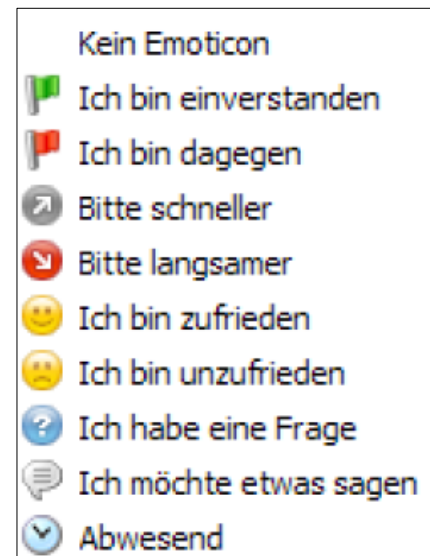 Kein Emoticon
Ich bin einverstanden
Ich bin dagegen
Bitte schneller
Bitte langsamer
Ich bin zufrieden
Ich bin unzufrieden
Ich habe eine Frage
Ich möchte etwas sagen
Abwesend